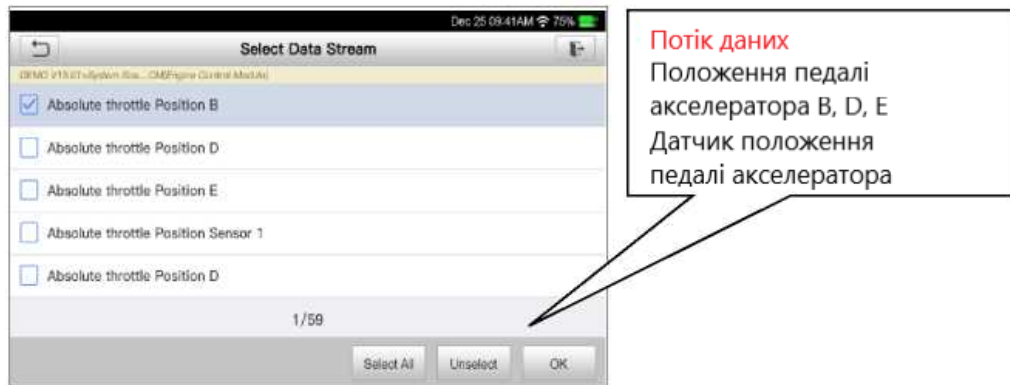 Dec 25 09:41AM 75%
Select Data Stream
Absolute throttle Position B
Absolute throttle Position D
Absolute throttle Position E
Absolute throttle Position Sensor 1
Absolute throttle Position D
1/59
Select All Unselect OK
Потік даних
Положення педалі
акселератора B, D, E
Датчик положення
педалі акселератора